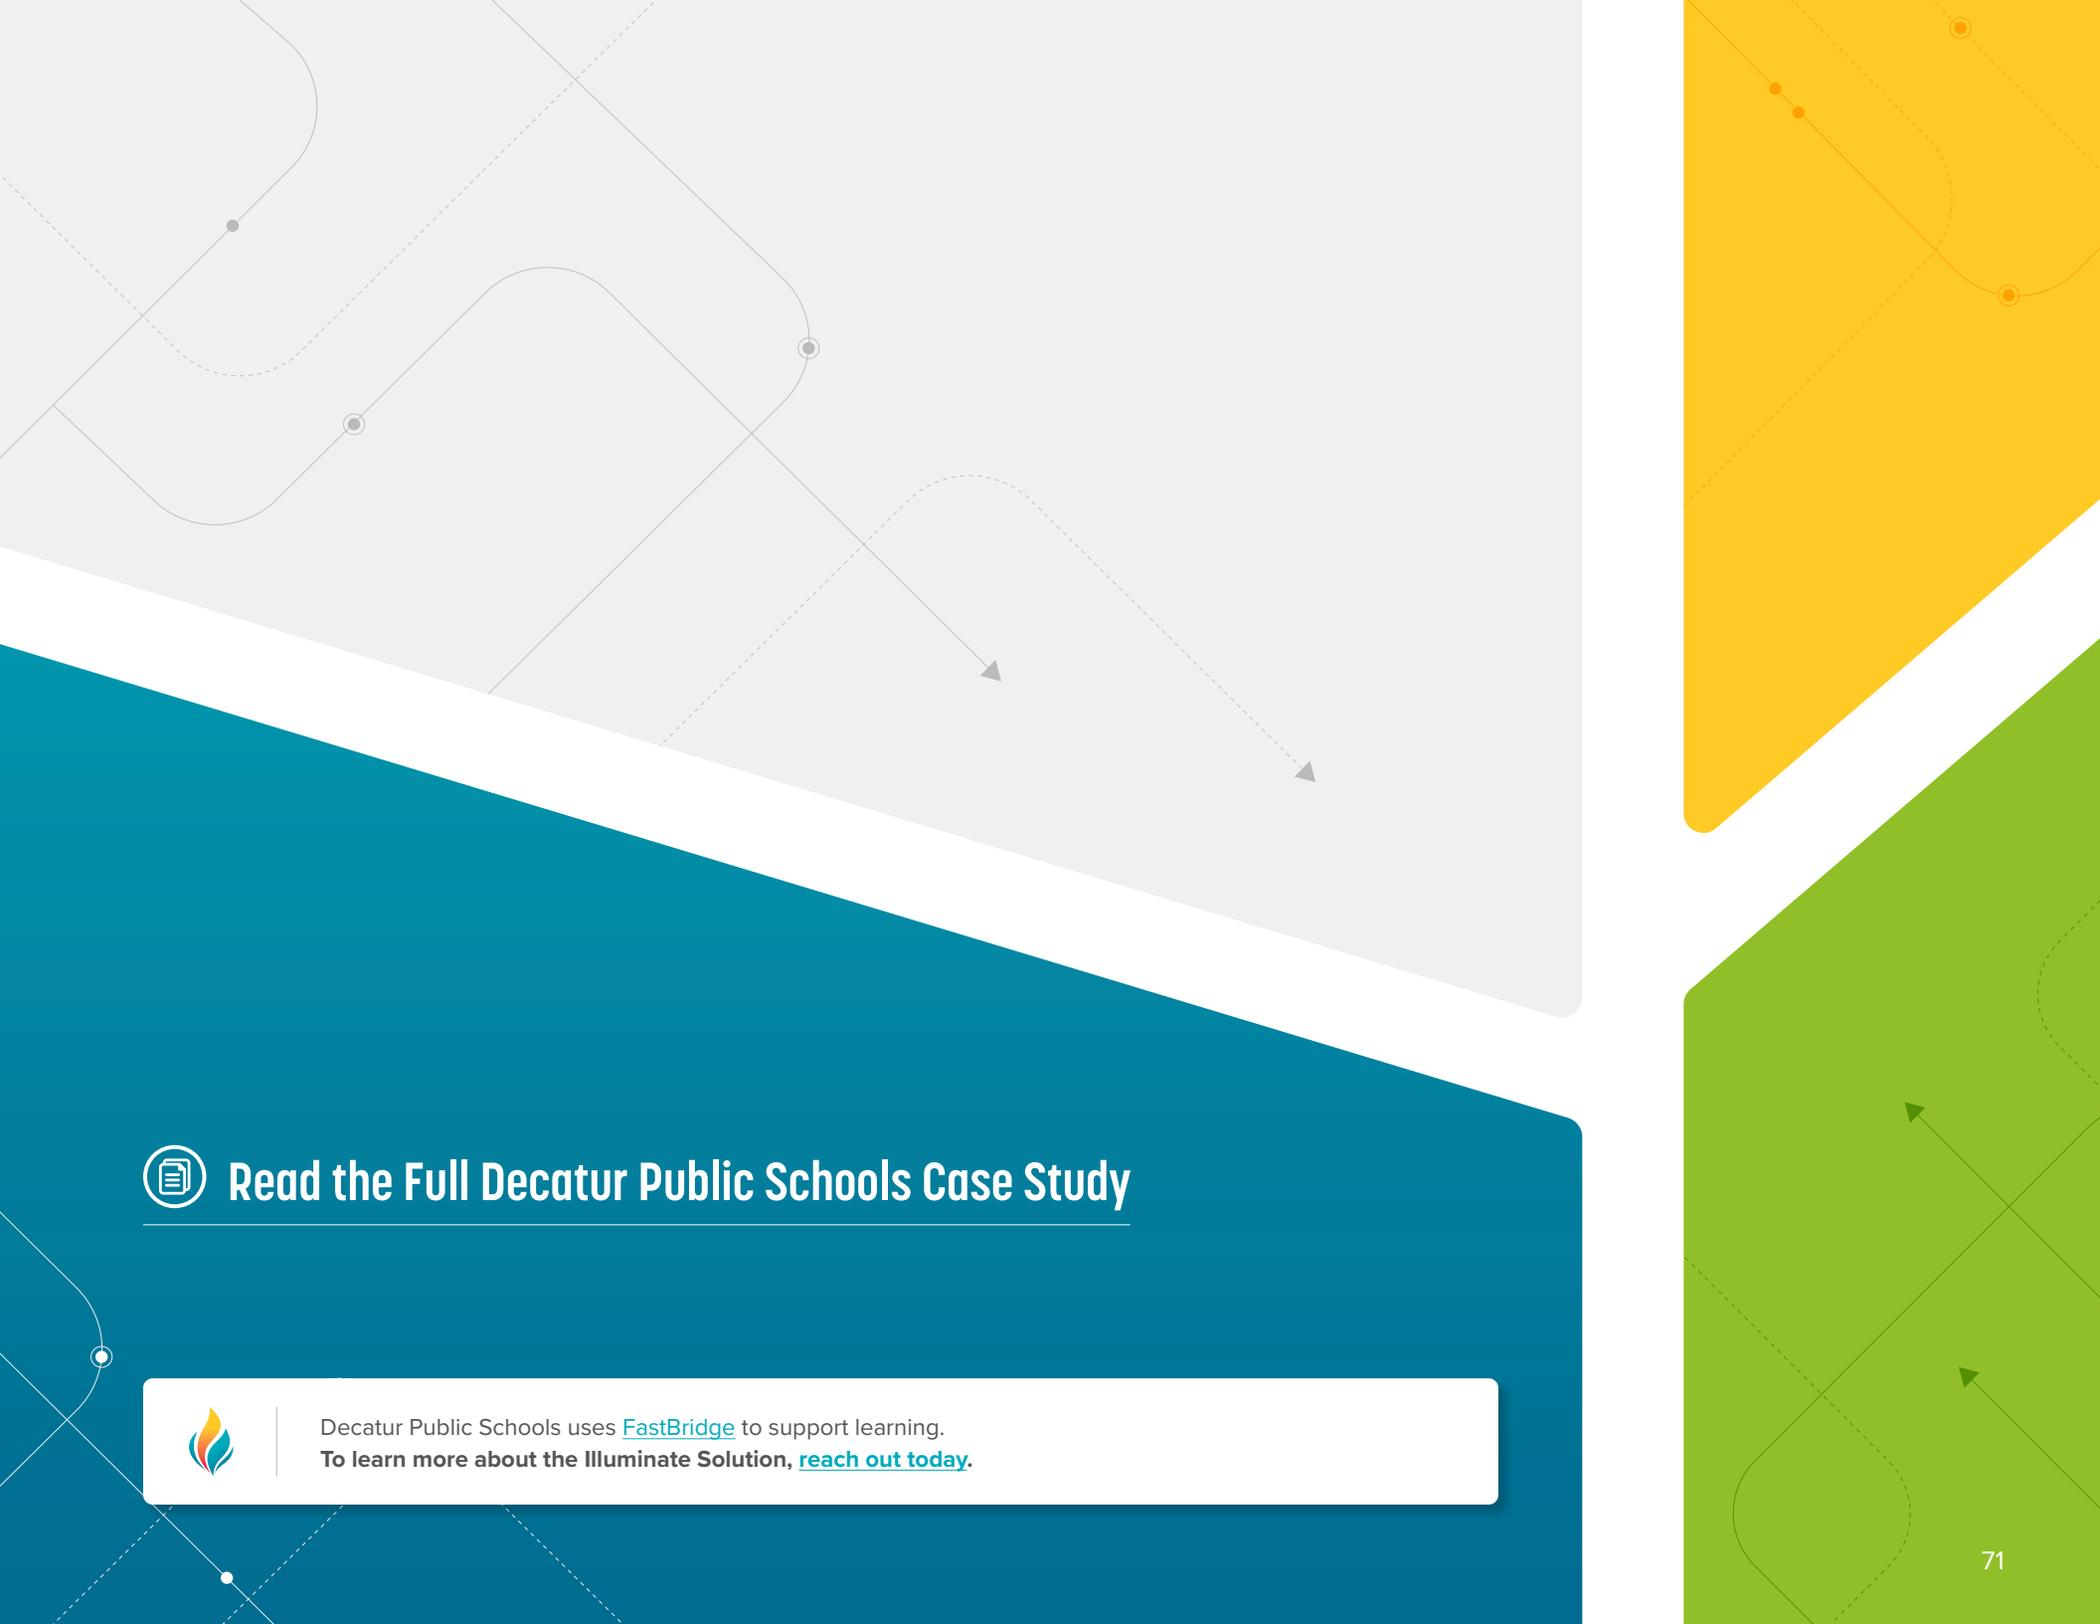 Read the Full Decatur Public Schools Case Study
Decatur Public Schools uses FastBridge to support learning.
To learn more about the Illuminate Solution, reach out today.
71